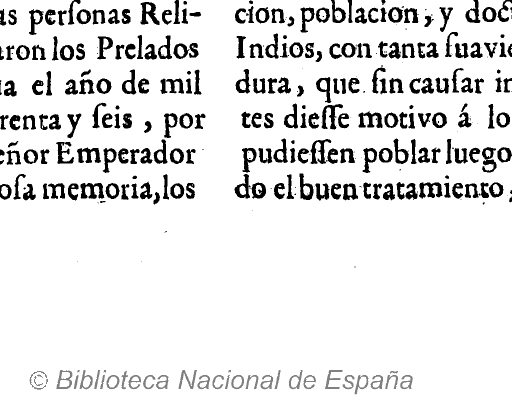 as perſonas Reli-
aron los Prelados
a el año de mil
renta y ſeis , por
eñor Emperador
oſa memoria, los
cion, poblacion, y doct
Indios, con tanta ſuavi
dura, que ſin cauſar in
tes dieſſe motivo á lo
pudieſſen poblar luego
do el buen tratamiento,
© Biblioteca Nacional de España